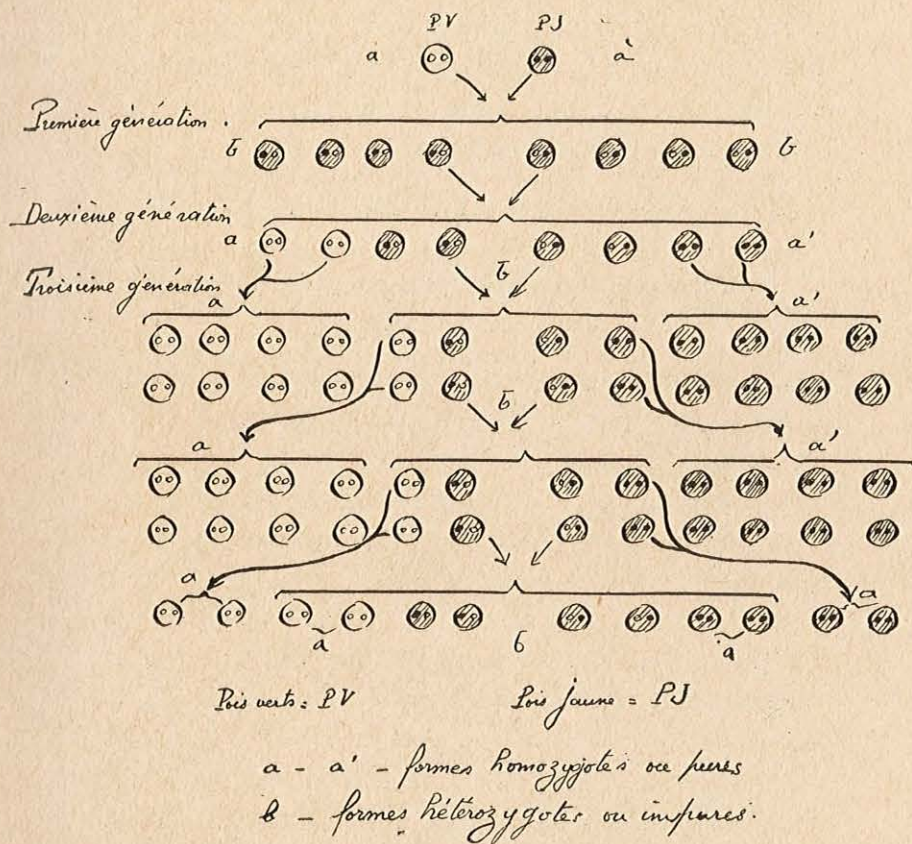 PV PJ
a à
Première génération.
b b
Deuxième génération
a a'
b
Troisième génération
a a'
b
a a'
a a
a b a
Pois verts = PV Pois jaune = PJ
a - a' - formes homozygotes ou pures
b - formes hétérozygotes ou impures.